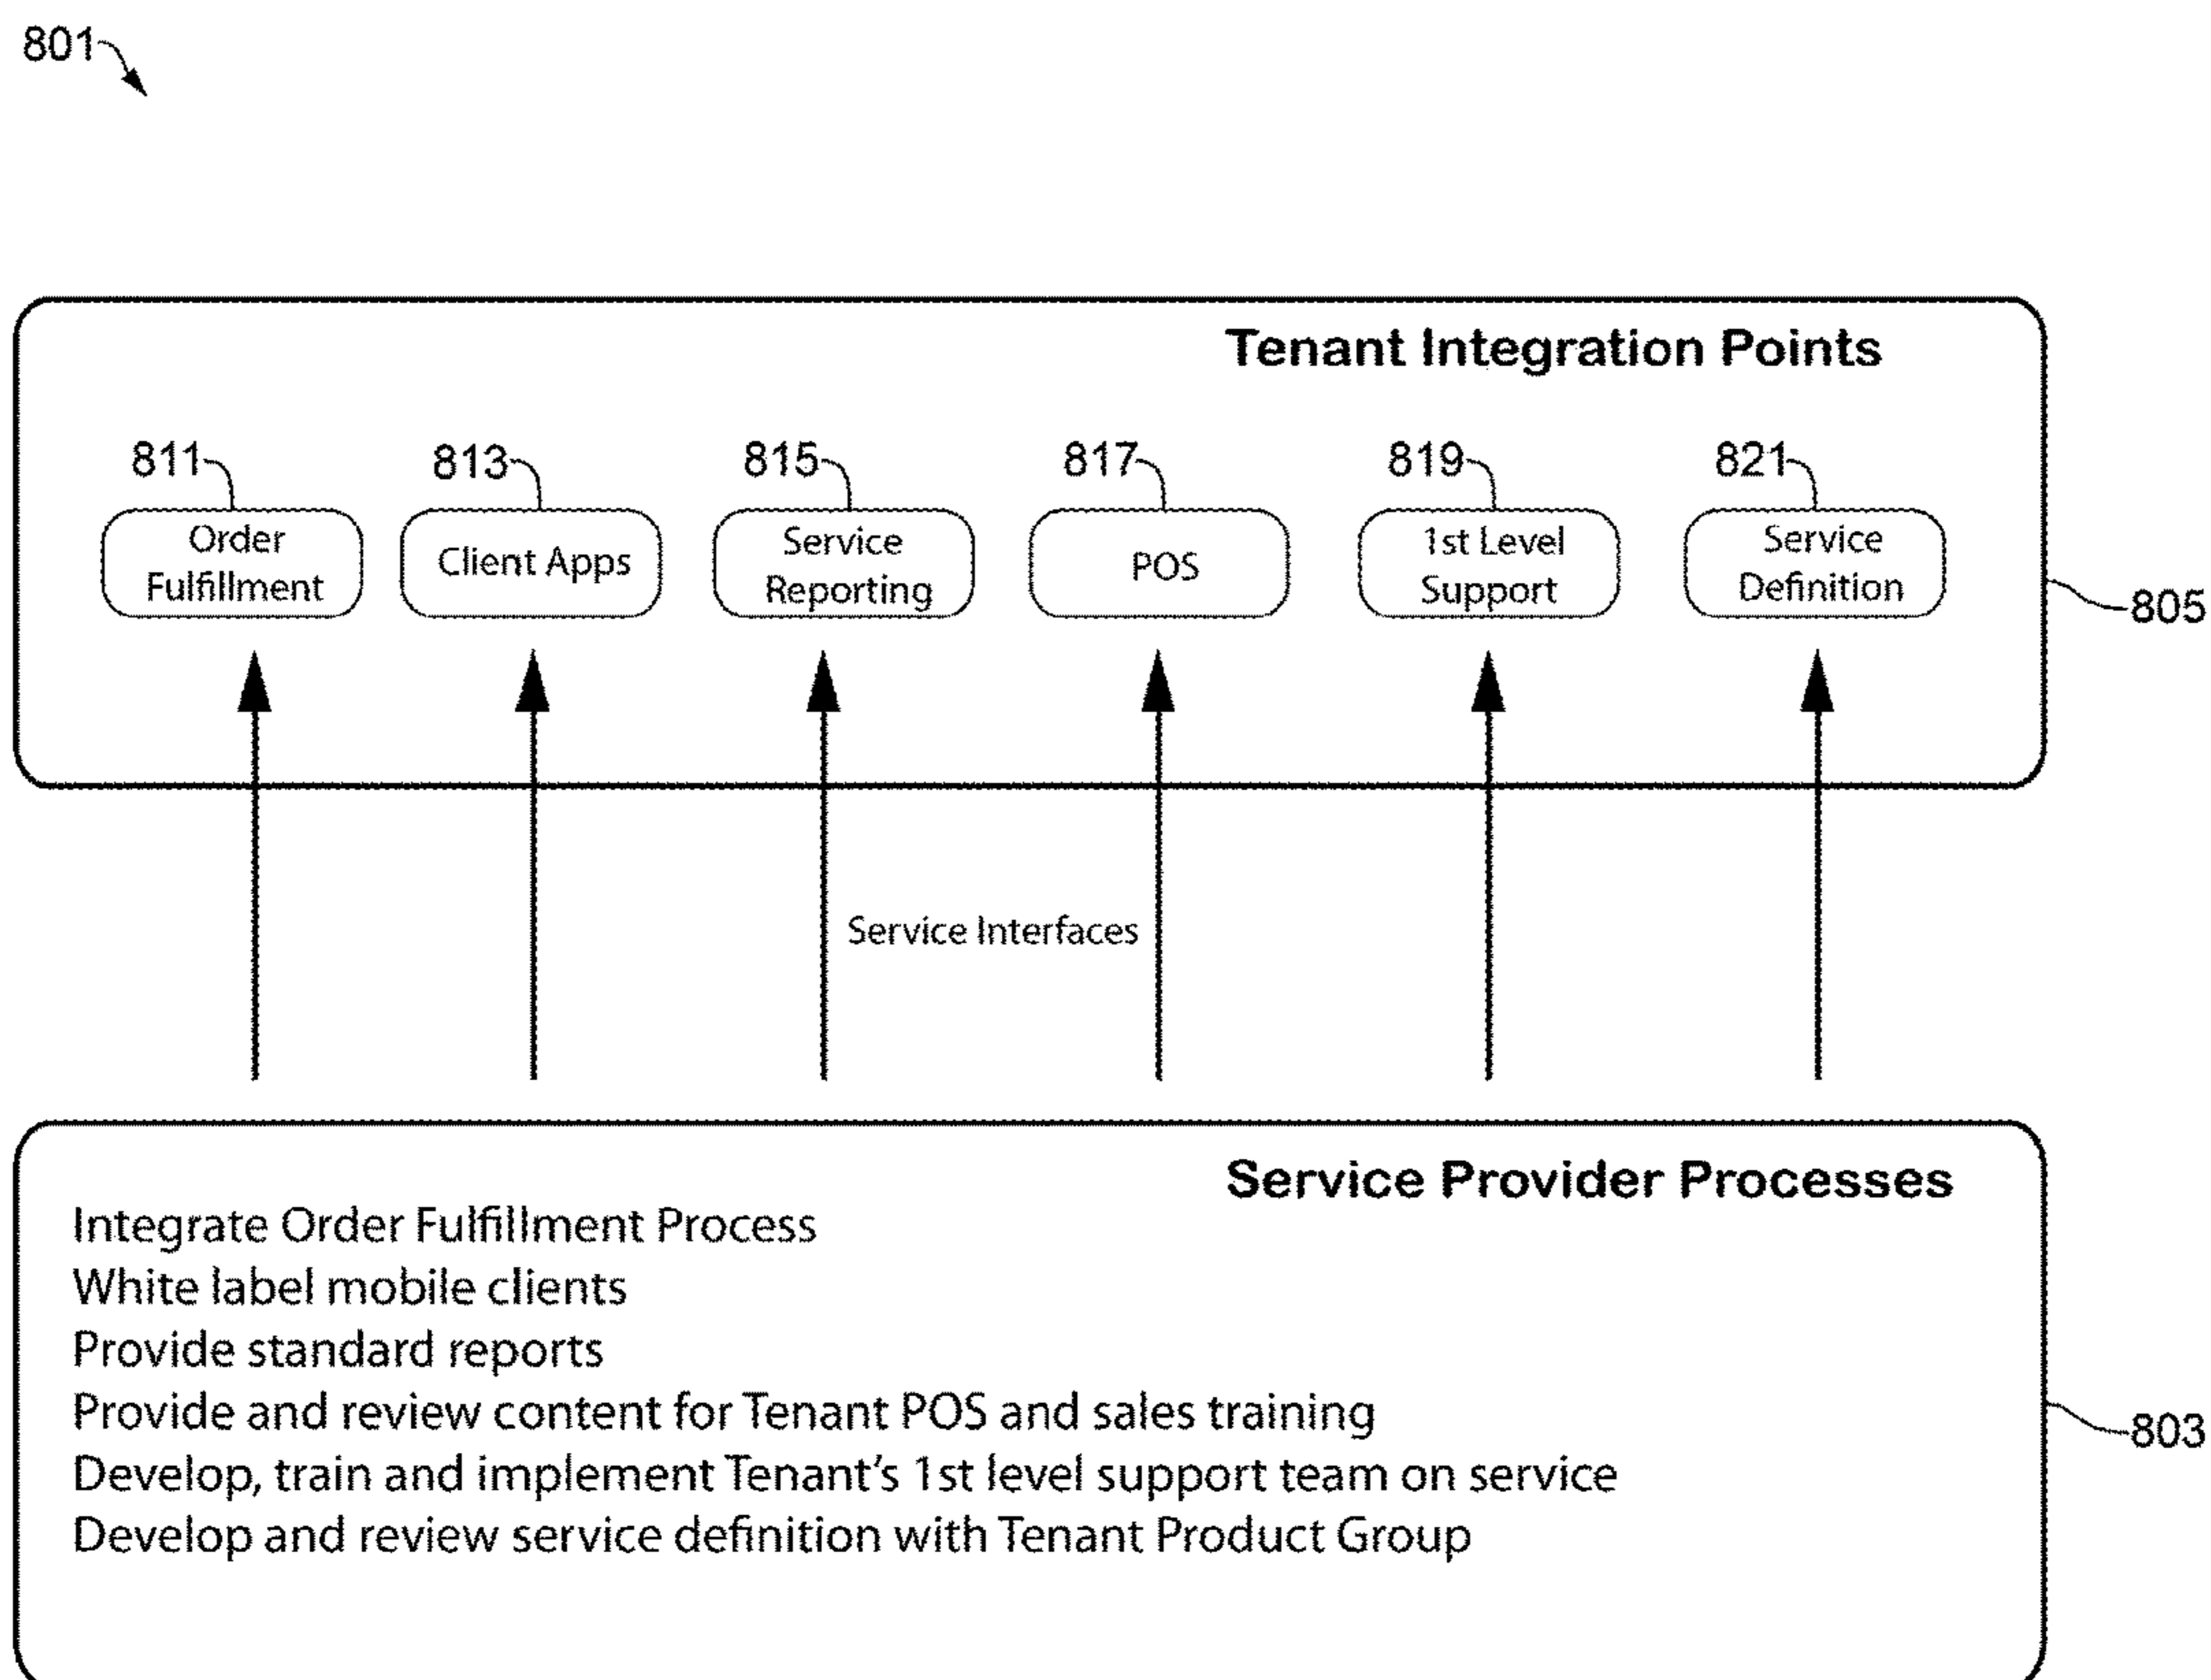 801
Tenant Integration Points
811
813
815
817
819
821
Order
Fulfillment
Client Apps
Service
Reporting
POS
1st Level
Support
Service
Definition
805
Service Interfaces
Service Provider Processes
Integrate Order Fulfillment Process
White label mobile clients
Provide standard reports
Provide and review content for Tenant POS and sales training
803
Develop, train and implement Tenant's 1st level support team on service
Develop and review service definition with Tenant Product Group